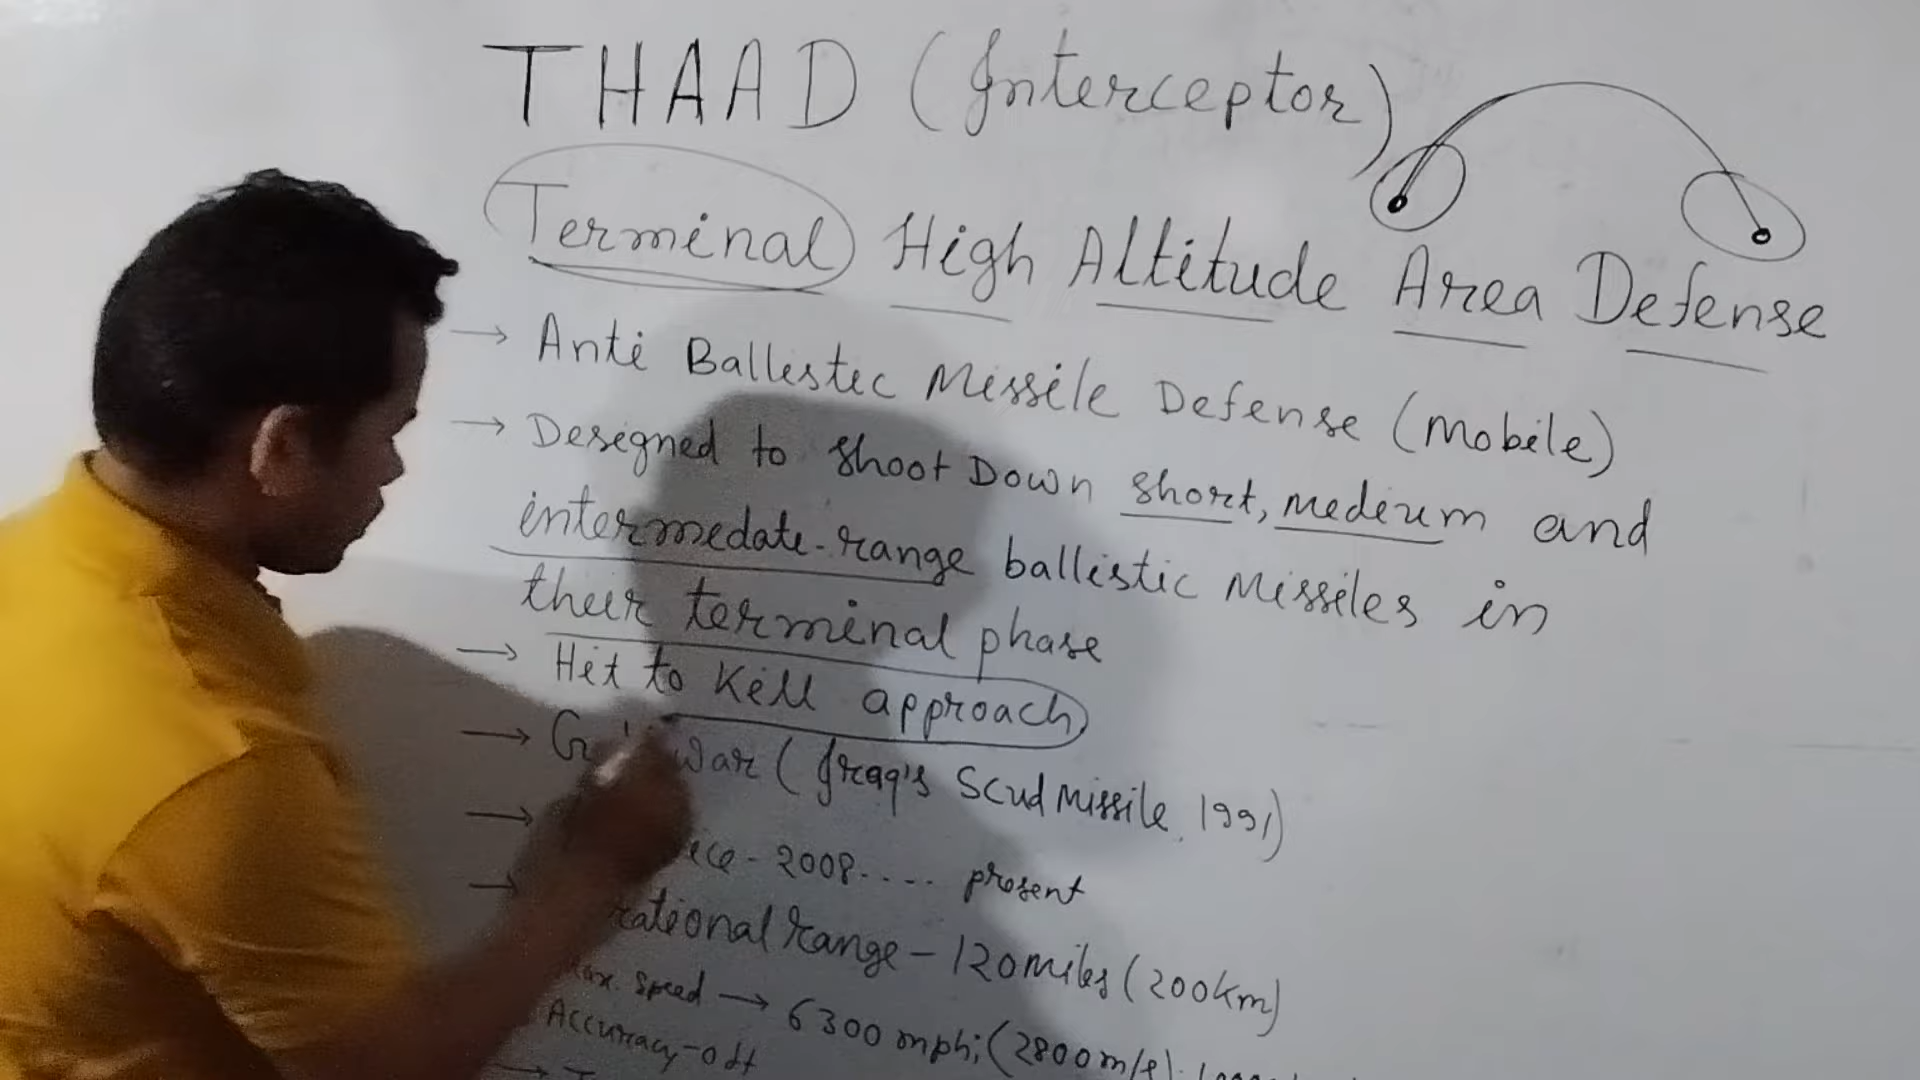 THAAD (Interceptor)
Terminal High Altitude Area Defense
→ Anti Ballestic Missile Defense (Mobile)
→ Designed to shoot Down short, medium and
intermedate-range ballistic Missiles in
their terminal phase
→ Hit to Kill approach
→ War (Iraq's Scud Missile, 1991)
→ 2008.... present
→ range - 120 miles (200km)
Speed → 6300 mph; (2800 m/s)
Accuracy - 0 ft